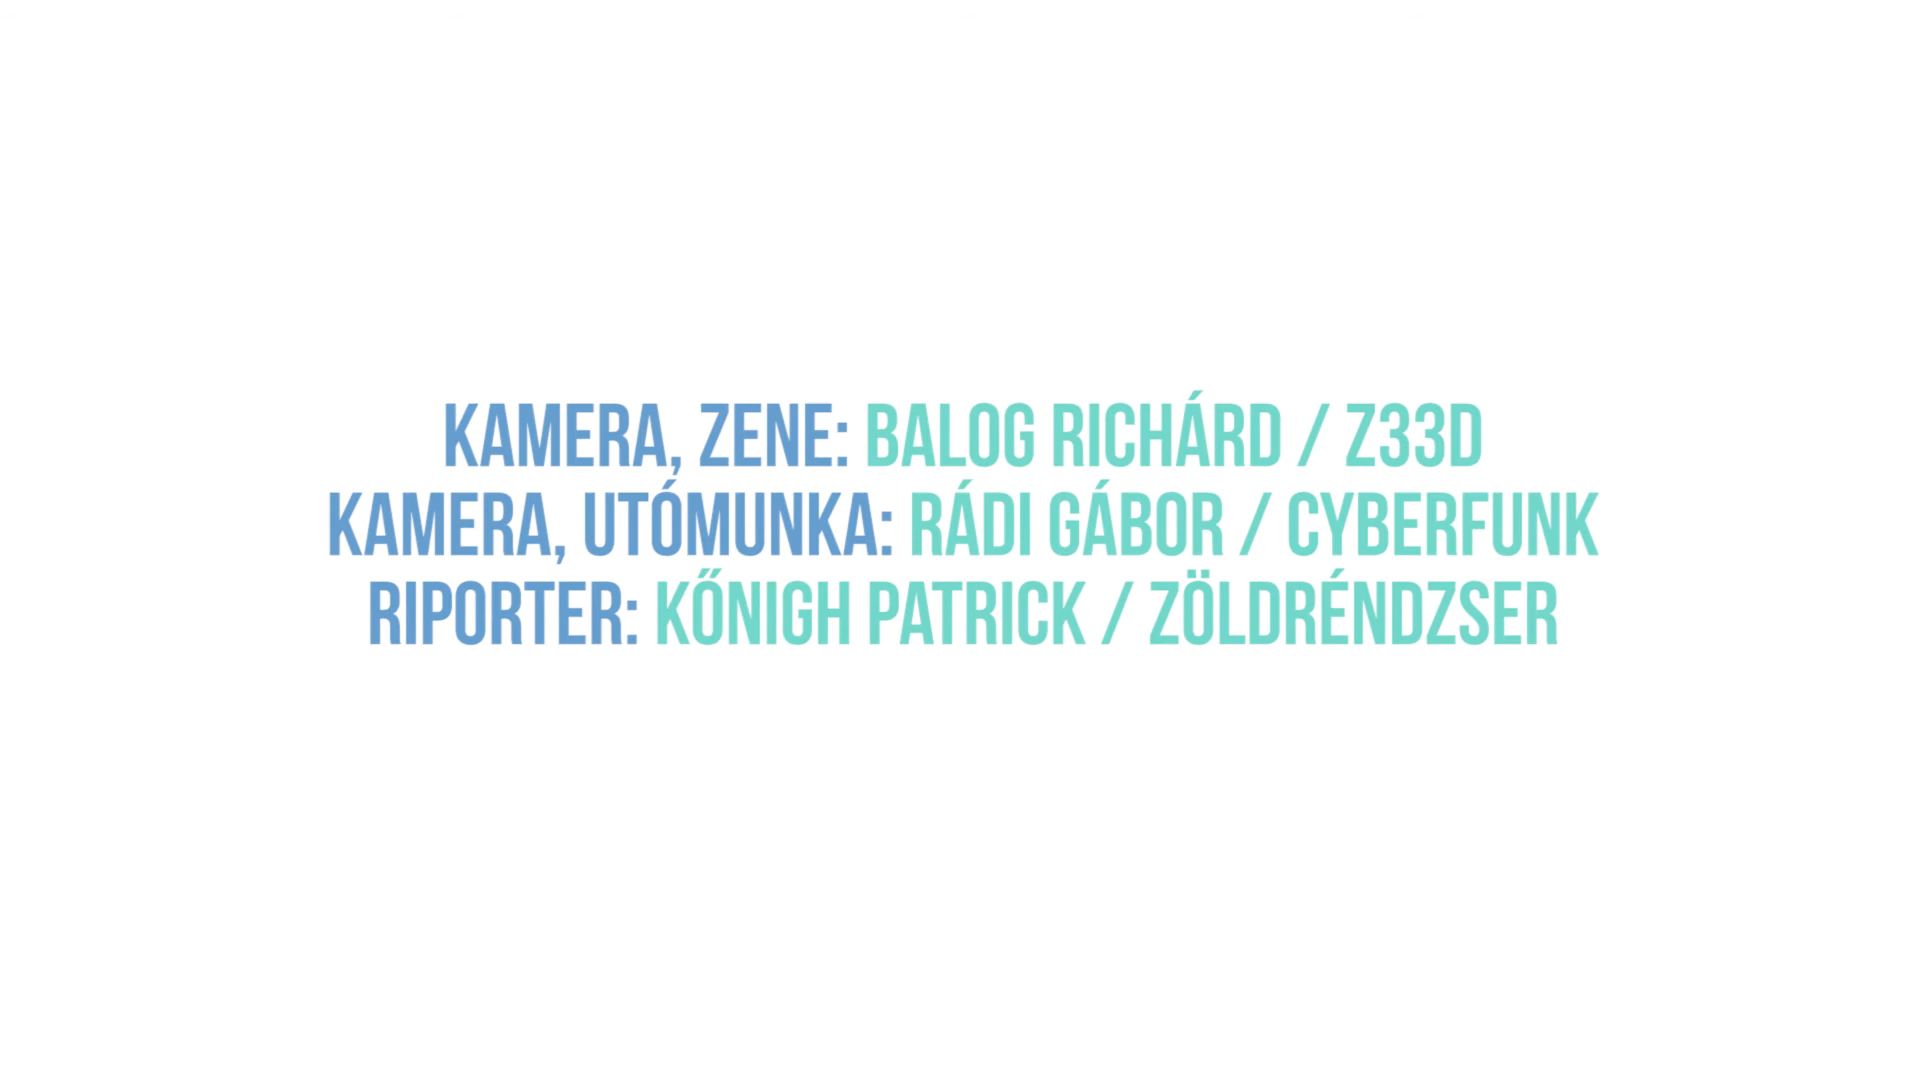 KAMERA, ZENE: BALOG RICHÁRD / Z33D
KAMERA, UTÓMUNKA: RÁDI GÁBOR / CYBERFUNK
RIPORTER: KŐNIGH PATRICK / ZÖLDRÉNDZSER